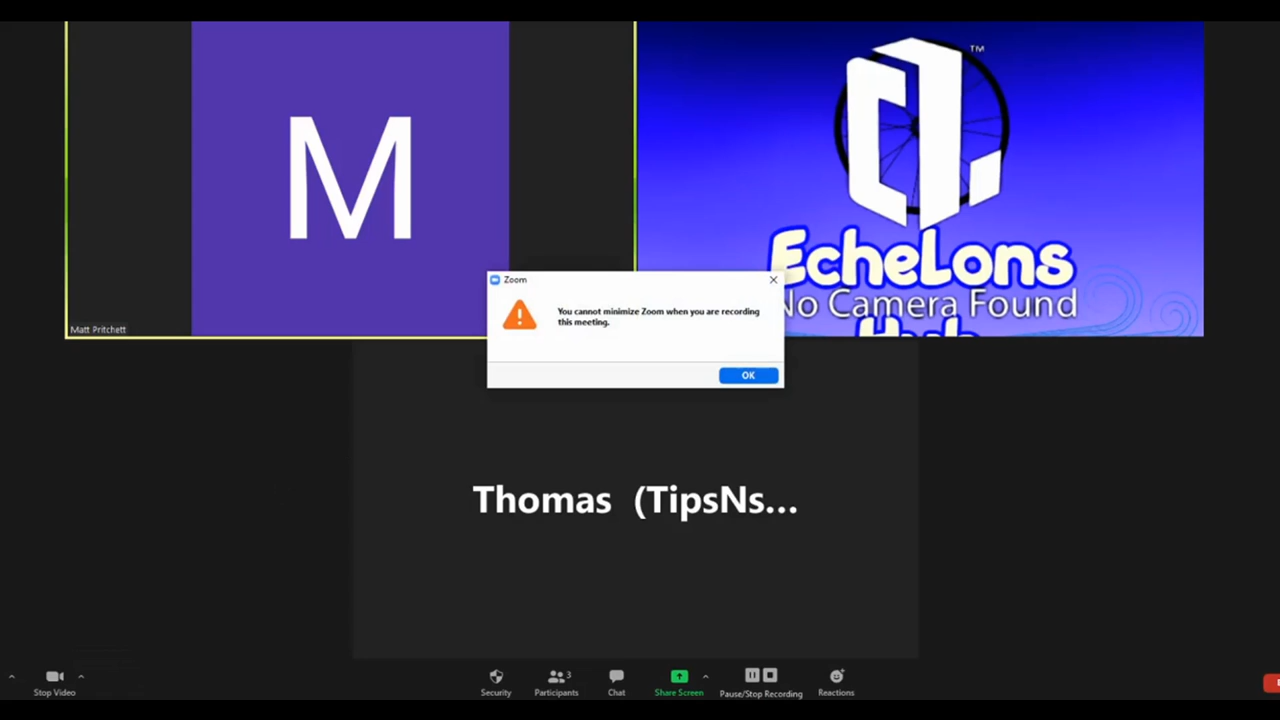 M
Matt Pritchett
TM
EcheLons
No Camera Found
Zoom
You cannot minimize Zoom when you are recording
this meeting.
OK
Thomas (TipsNs...
Stop Video
Security
3
Participants
Chat
Share Screen
Pause/Stop Recording
Reactions